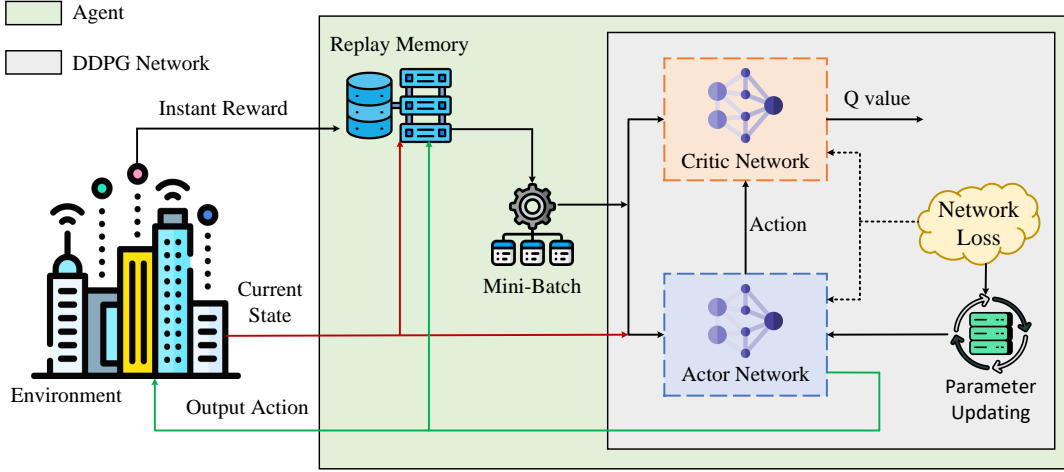 Agent
DDPG Network
Replay Memory
Instant Reward
Q value
Critic Network
Network
Loss
Action
Mini-Batch
Current
State
Actor Network
Environment
Output Action
Parameter
Updating